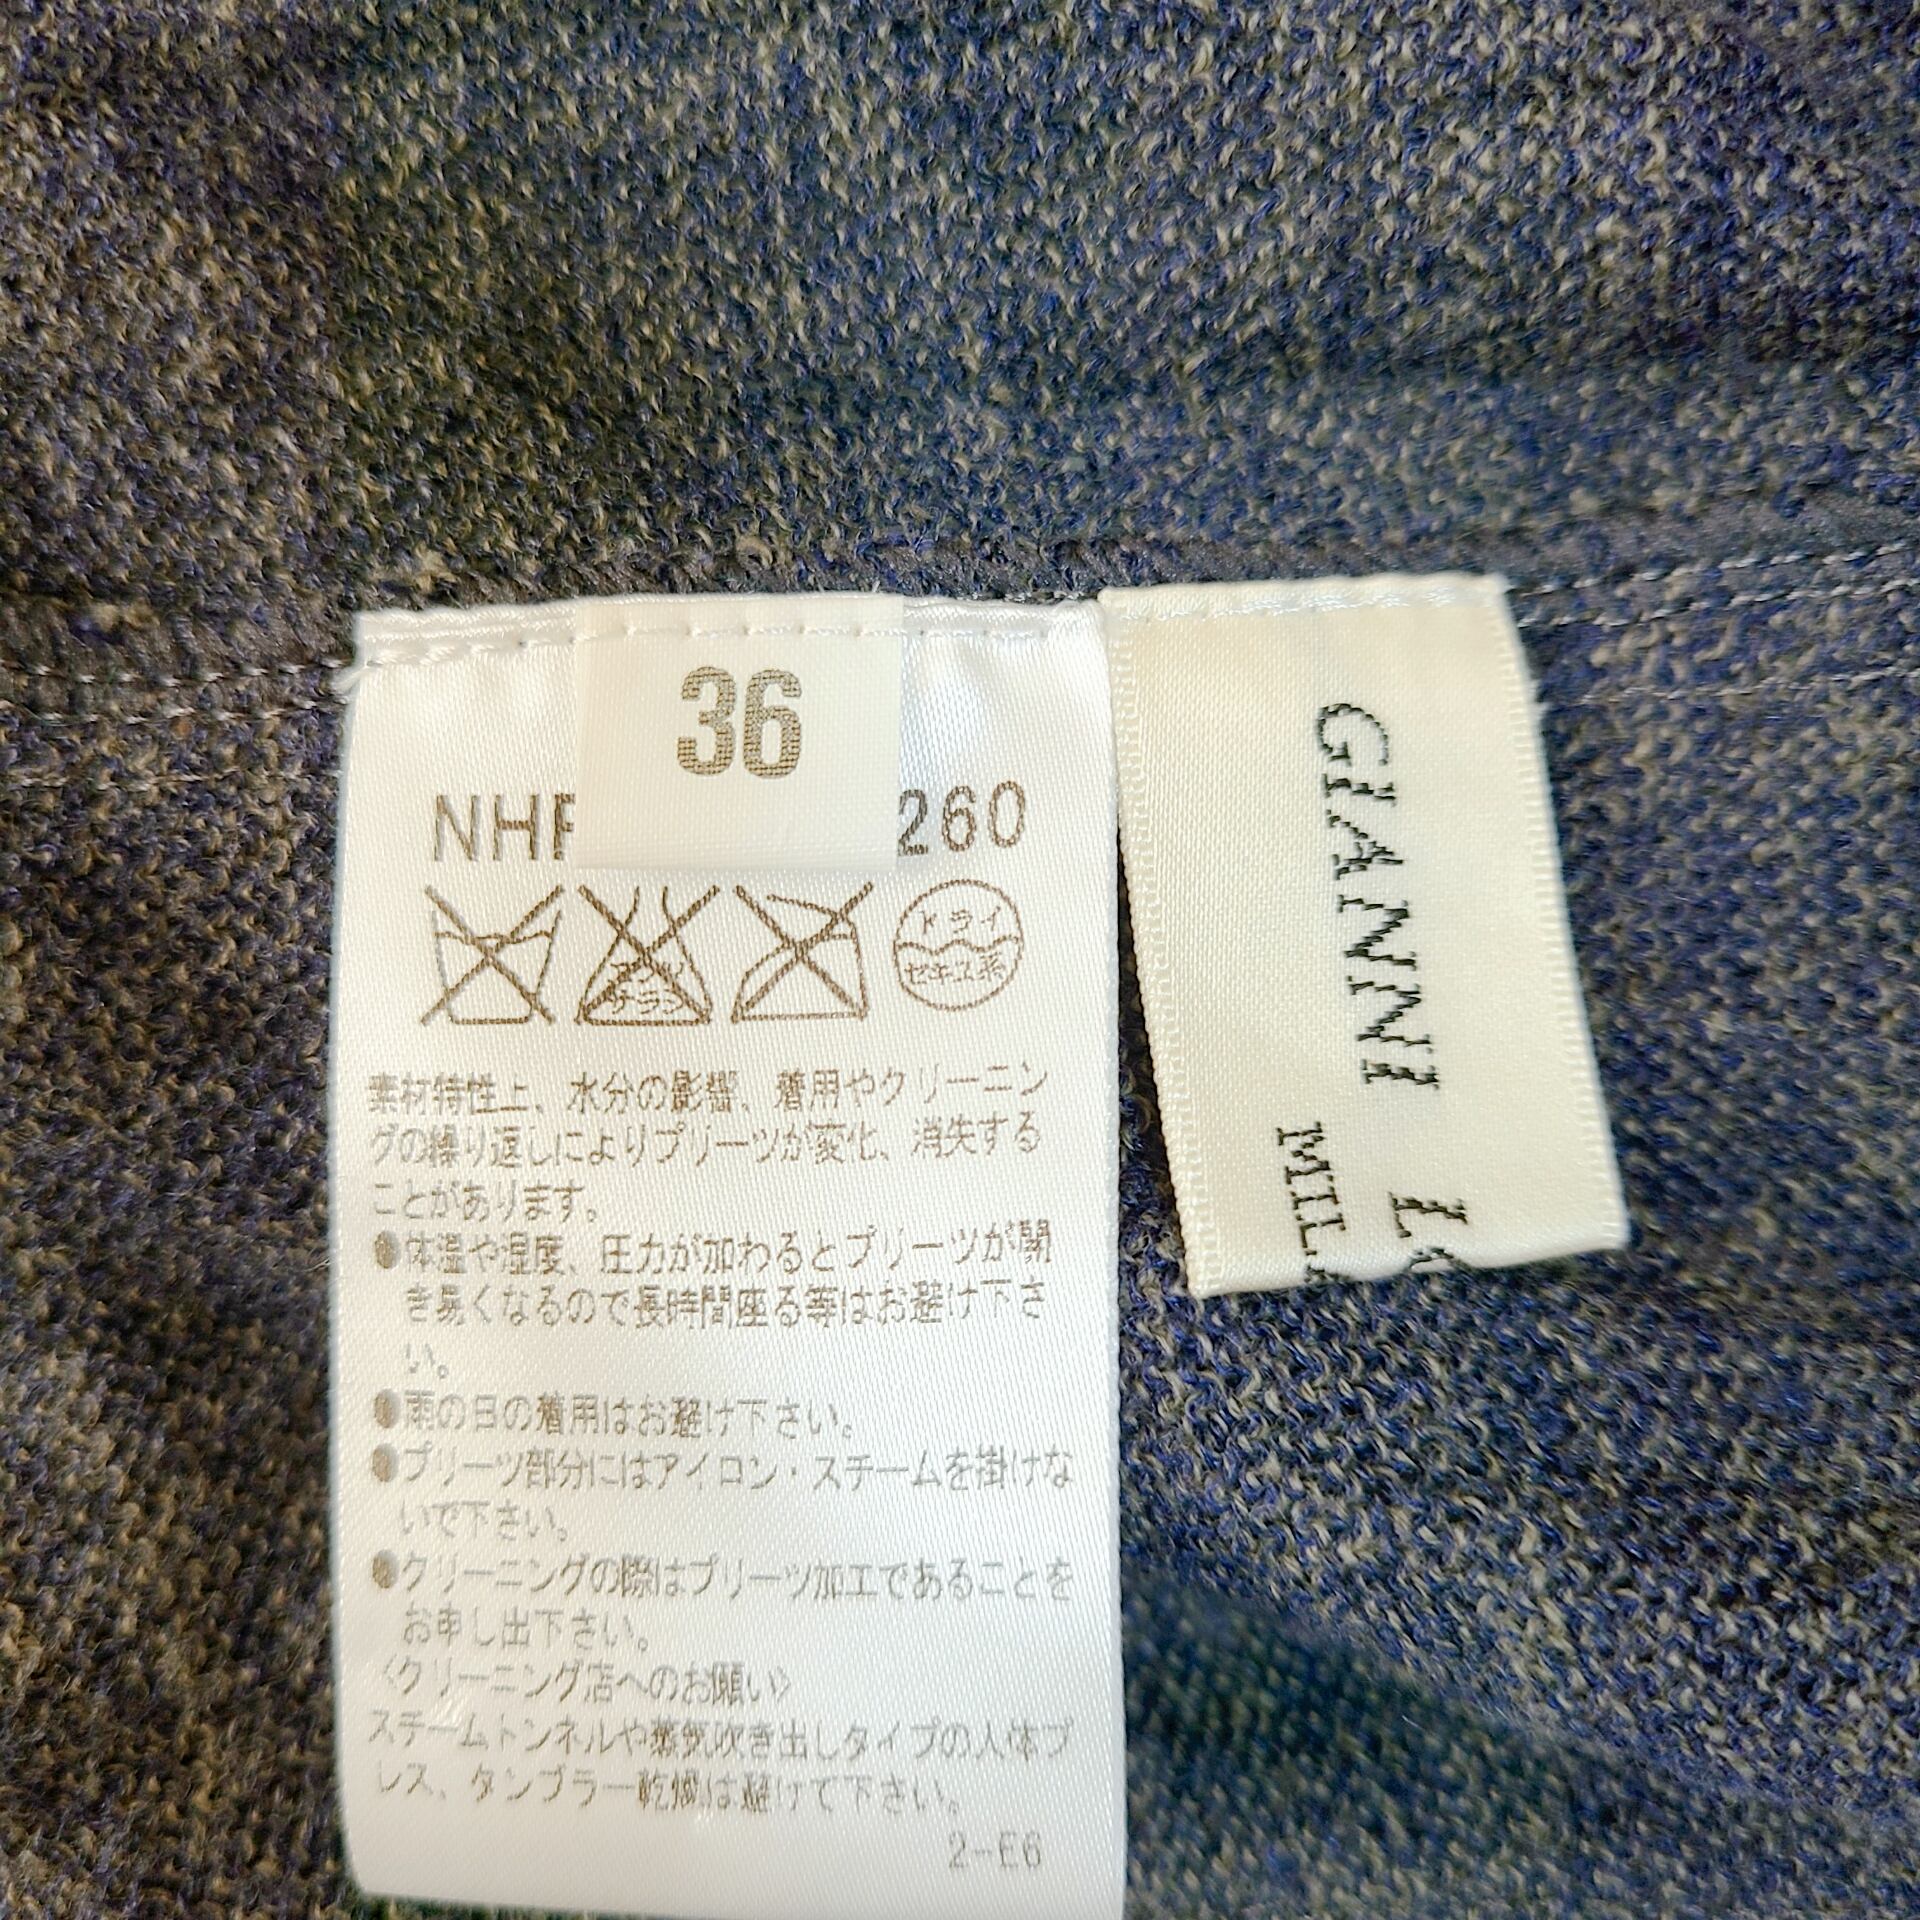 36
260
ドライ
セキユ系
素材特性上、水分の影響、着用やクリーニン
グの繰り返しによりプリーツが変化、消失する
ことがあります。
●体温や湿度、圧力が加わるとプリーツが開
き易くなるので長時間座る等はお避け下さ
い。
●雨の日の着用はお避け下さい。
●プリーツ部分にはアイロン・スチームを掛けな
いで下さい。
●クリーニングの際はプリーツ加工であることを
お申し出下さい。
〈クリーニング店へのお願い〉
スチームトンネルや蒸気吹き出しタイプの人体プ
レス、タンブラー乾燥は避けて下さい。
2-E6
GIANNI